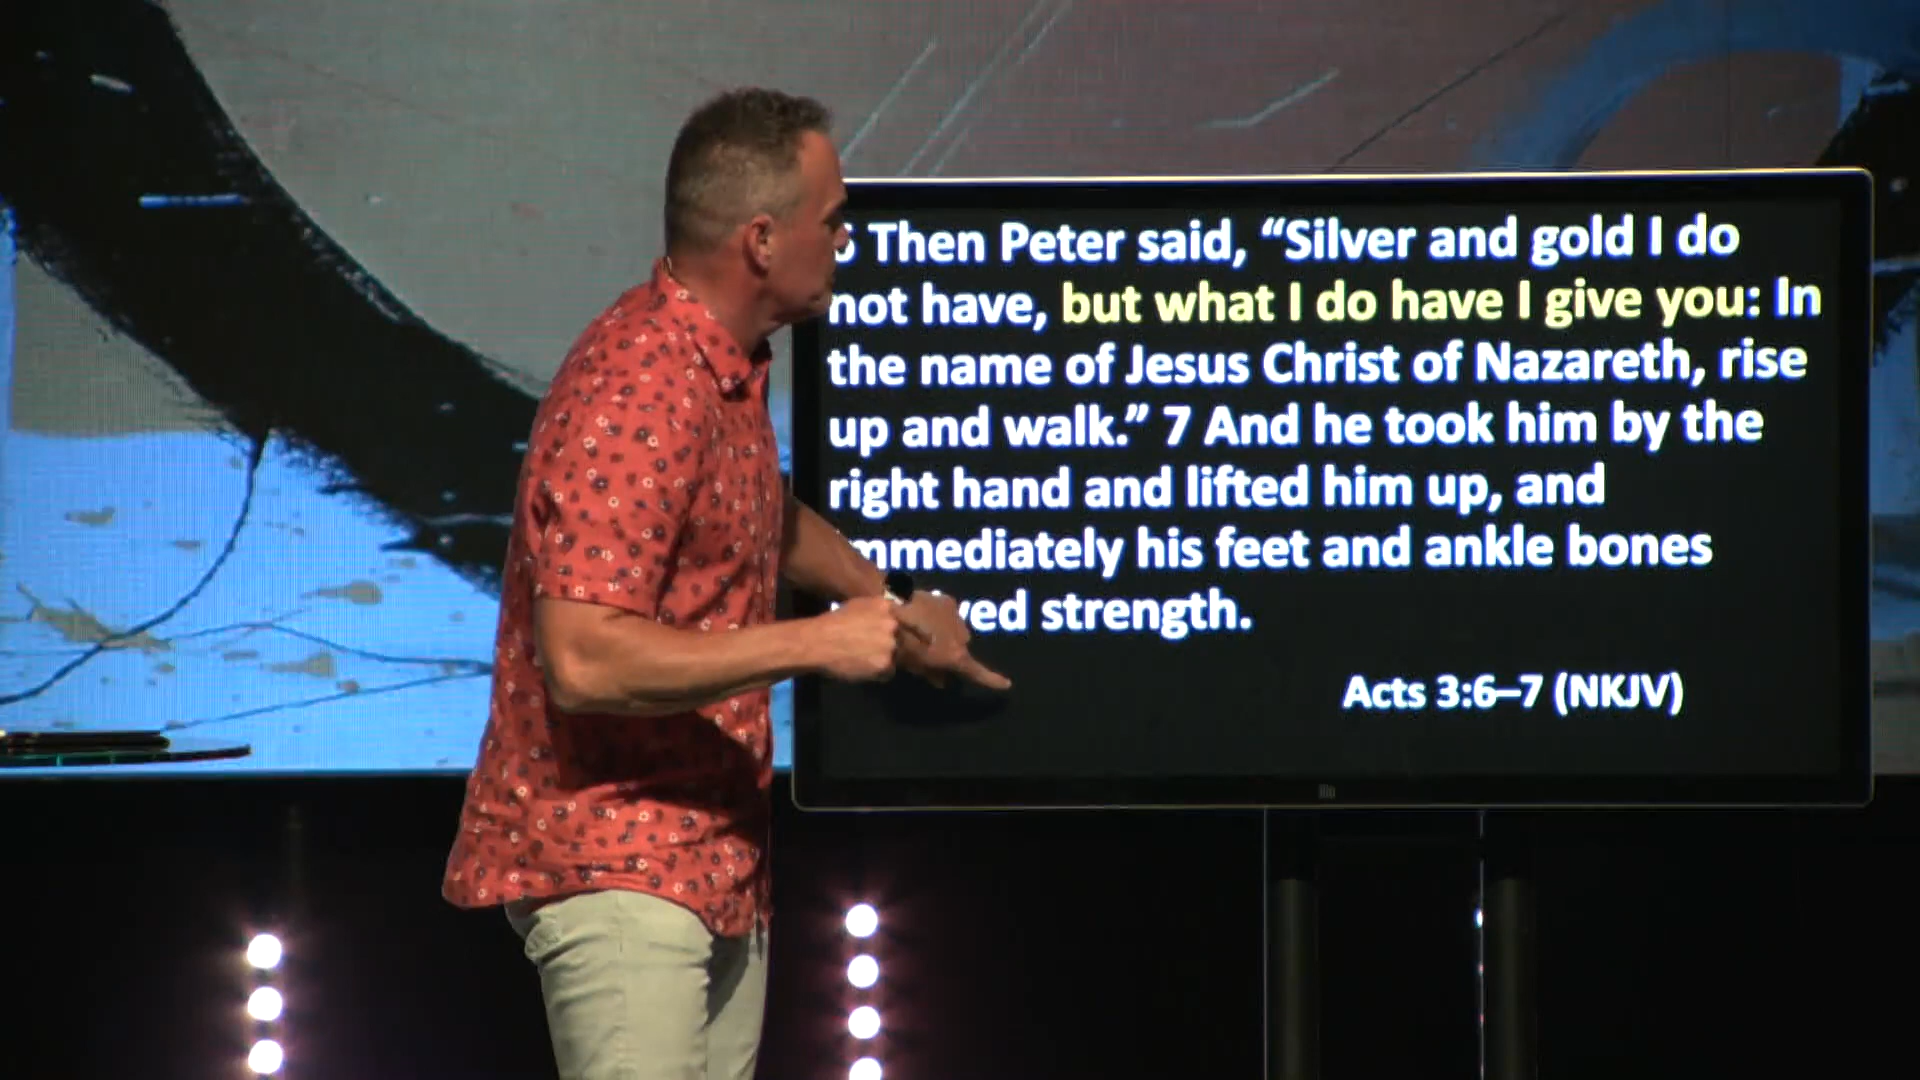 Then Peter said, “Silver and gold I do
not have, but what I do have I give you: In
the name of Jesus Christ of Nazareth, rise
up and walk.” 7 And he took him by the
right hand and lifted him up, and
immediately his feet and ankle bones
strength.
Acts 3:6–7 (NKJV)